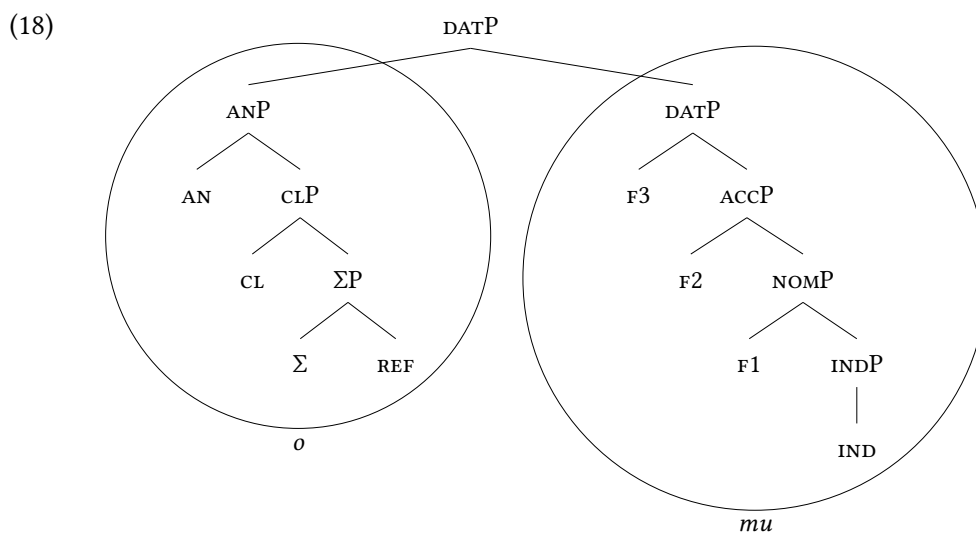 (18)
DATP
ANP DATP
AN CLP F3 ACCP
CL ΣP F2 NOMP
Σ REF F1 INDP
o IND
mu